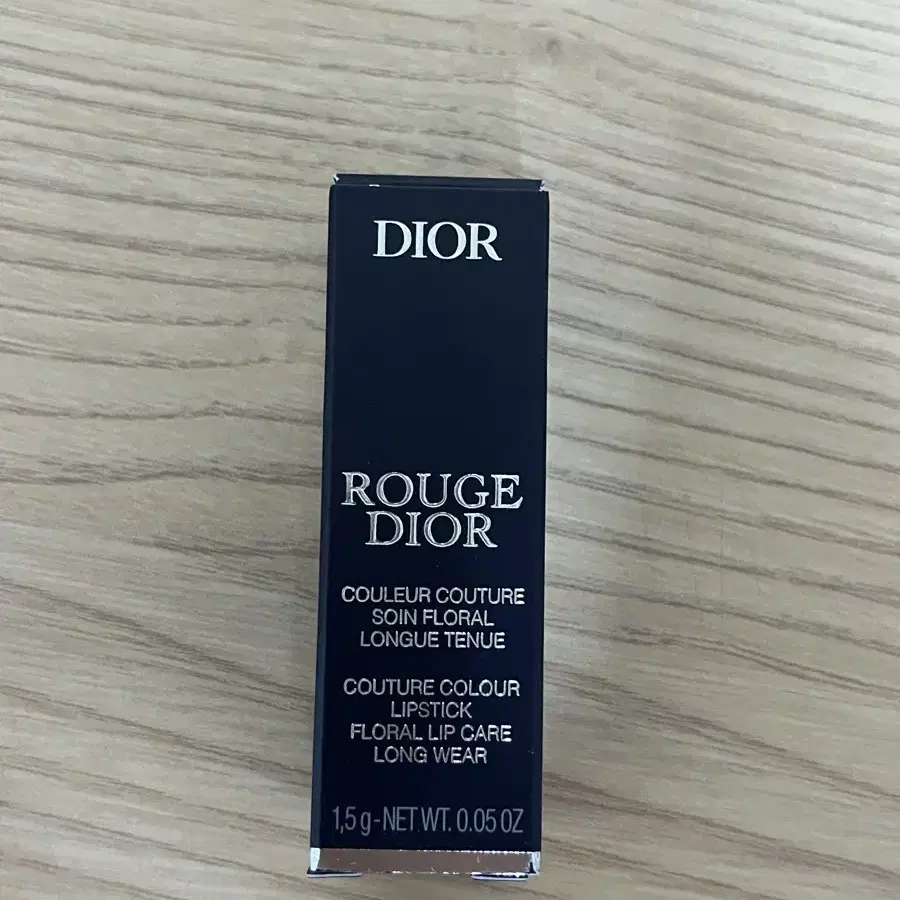 DIOR
ROUGE
DIOR
COULEUR COUTURE
SOIN FLORAL
LONGUE TENUE
COUTURE COLOUR
LIPSTICK
FLORAL LIP CARE
LONG WEAR
1,5 g-NET WT. 0.05 OZ